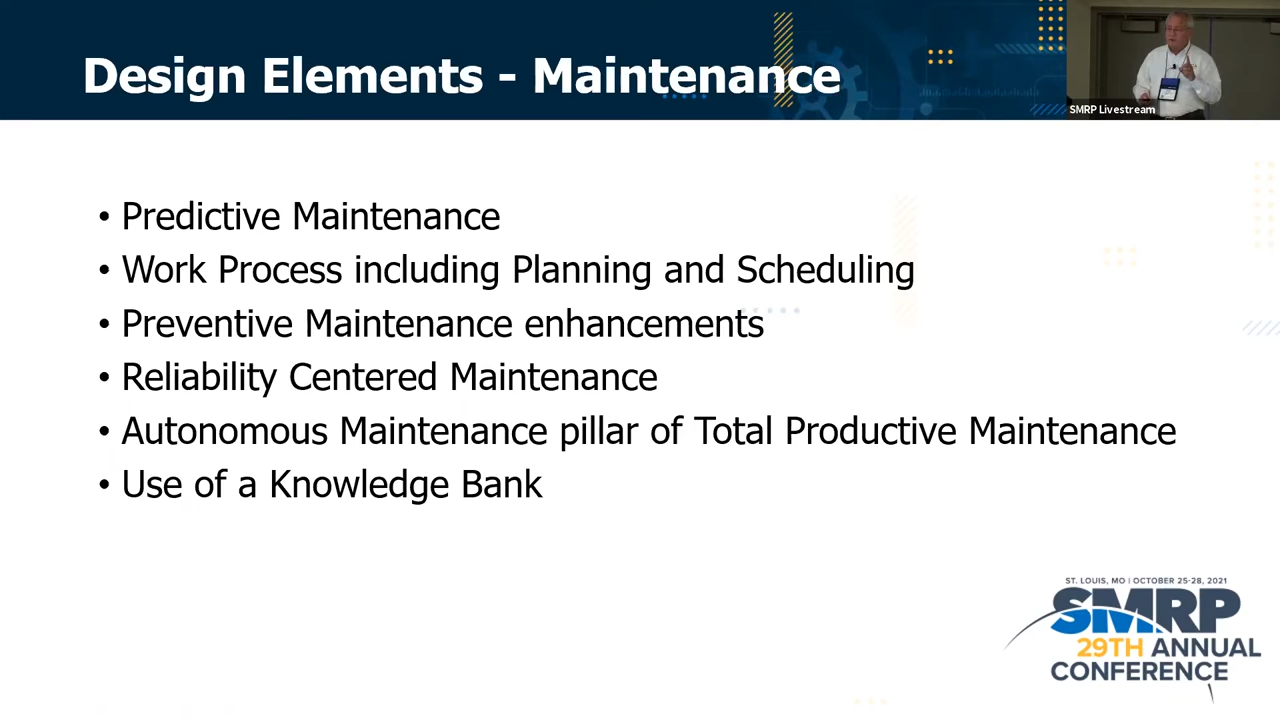 Design Elements - Maintenance
SMRP Livestream
• Predictive Maintenance
• Work Process including Planning and Scheduling
• Preventive Maintenance enhancements
• Reliability Centered Maintenance
• Autonomous Maintenance pillar of Total Productive Maintenance
• Use of a Knowledge Bank
ST. LOUIS, MO | OCTOBER 25-28, 2021
SMRP
29TH ANNUAL
CONFERENCE